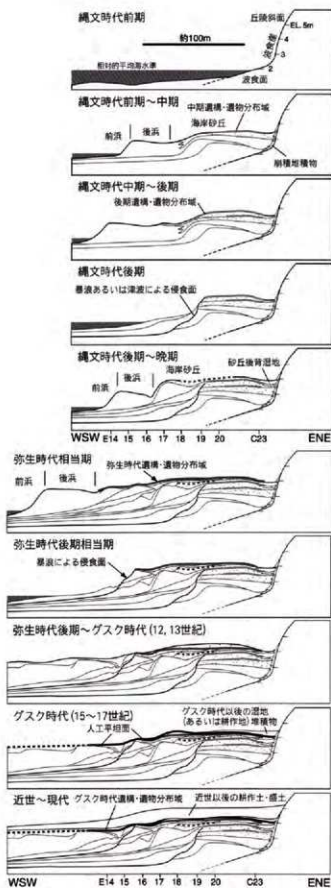 縄文時代前期
約100m
丘陵斜面
EL.5m
4
波食崖
3
2
相対的平均海水準
波食面
縄文時代前期~中期
中期遺構・遺物分布域
前浜 | 後浜 |
海岸砂丘
崩積堆積物
縄文時代中期~後期
後期遺構・遺物分布域
縄文時代後期
暴浪あるいは津波による侵食面
縄文時代後期~晩期
砂丘後背湿地
前浜 | 後浜 |
海岸砂丘
WSW E14 15 16 17 18 19 20 C23 ENE
弥生時代相当期
前浜 | 後浜 |
弥生時代遺構・遺物分布域
弥生時代後期相当期
暴浪による侵食面
弥生時代後期~グスク時代(12, 13世紀)
グスク時代(15~17世紀)
グスク時代以後の湿地
(あるいは耕作地)堆積物
人工平坦面
近世~現代
グスク時代遺構・遺物分布域
近世以後の耕作土・盛土
WSW E14 15 16 17 18 19 20 C23 ENE